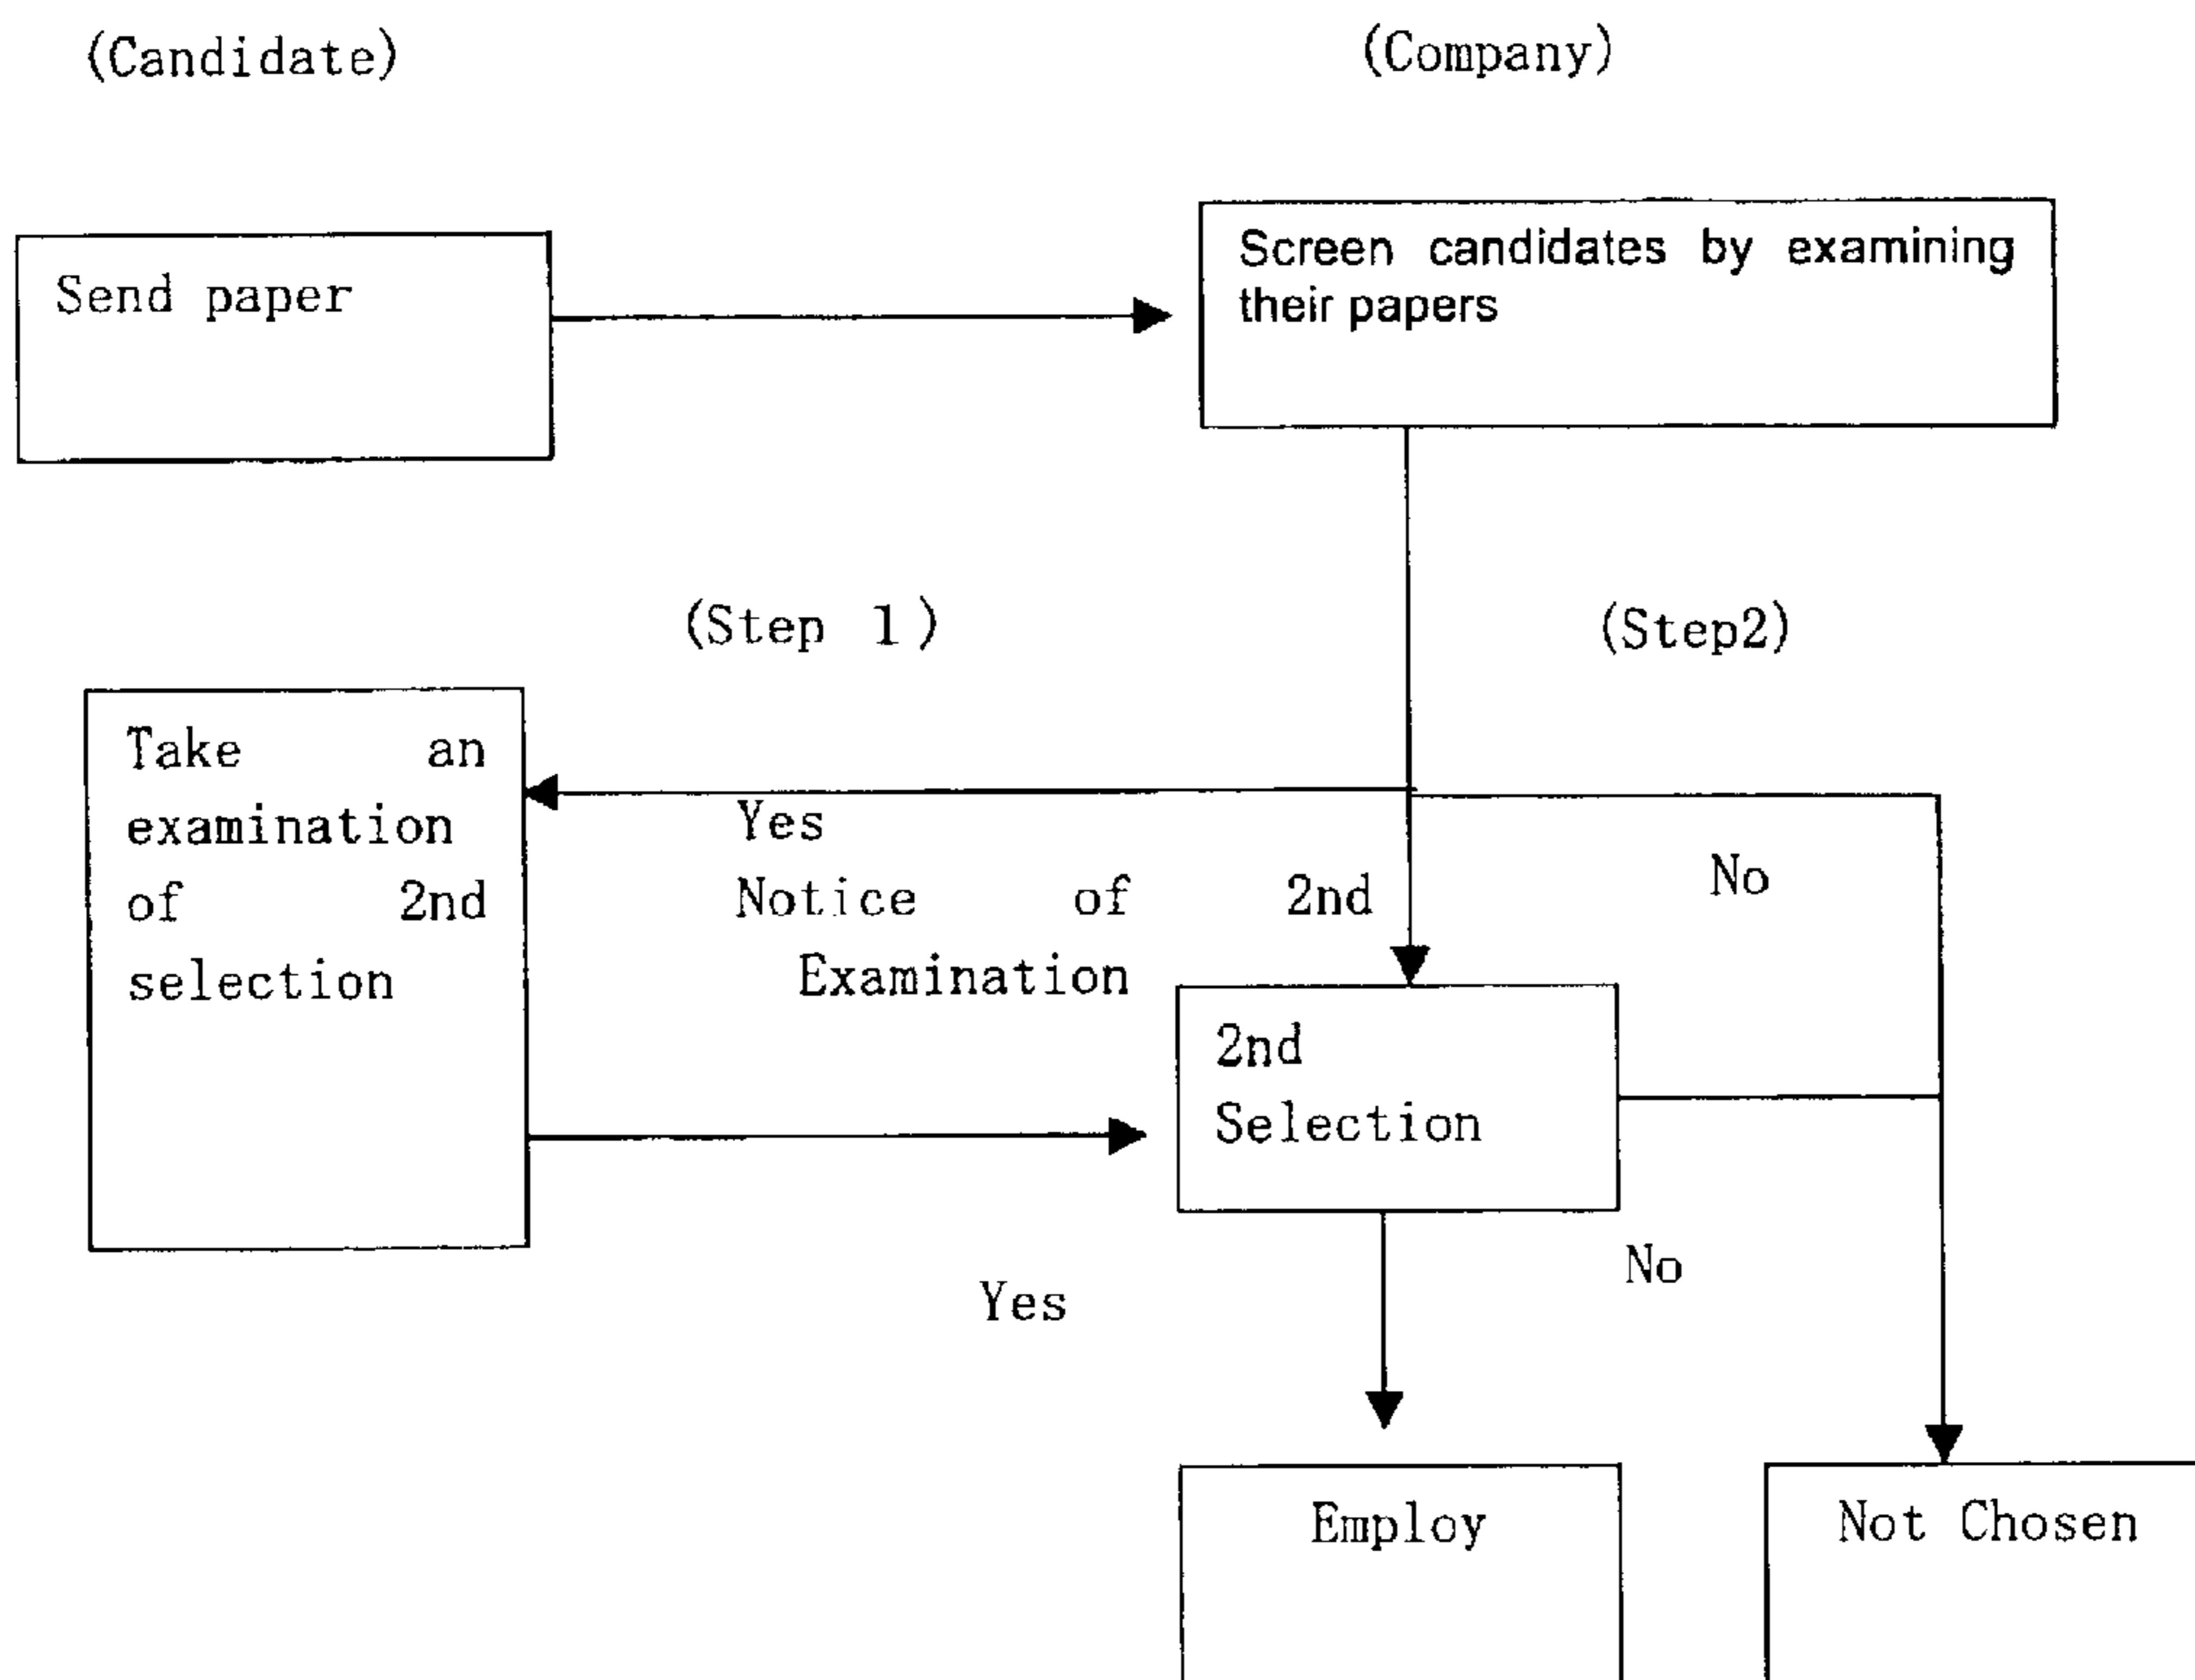 (Candidate)
(Company)
Send paper
Screen candidates by examining
their papers
(Step 1)
(Step2)
Take an
examination
of 2nd
selection
Yes
Notice of 2nd
Examination
No
2nd
Selection
Yes
No
Employ
Not Chosen